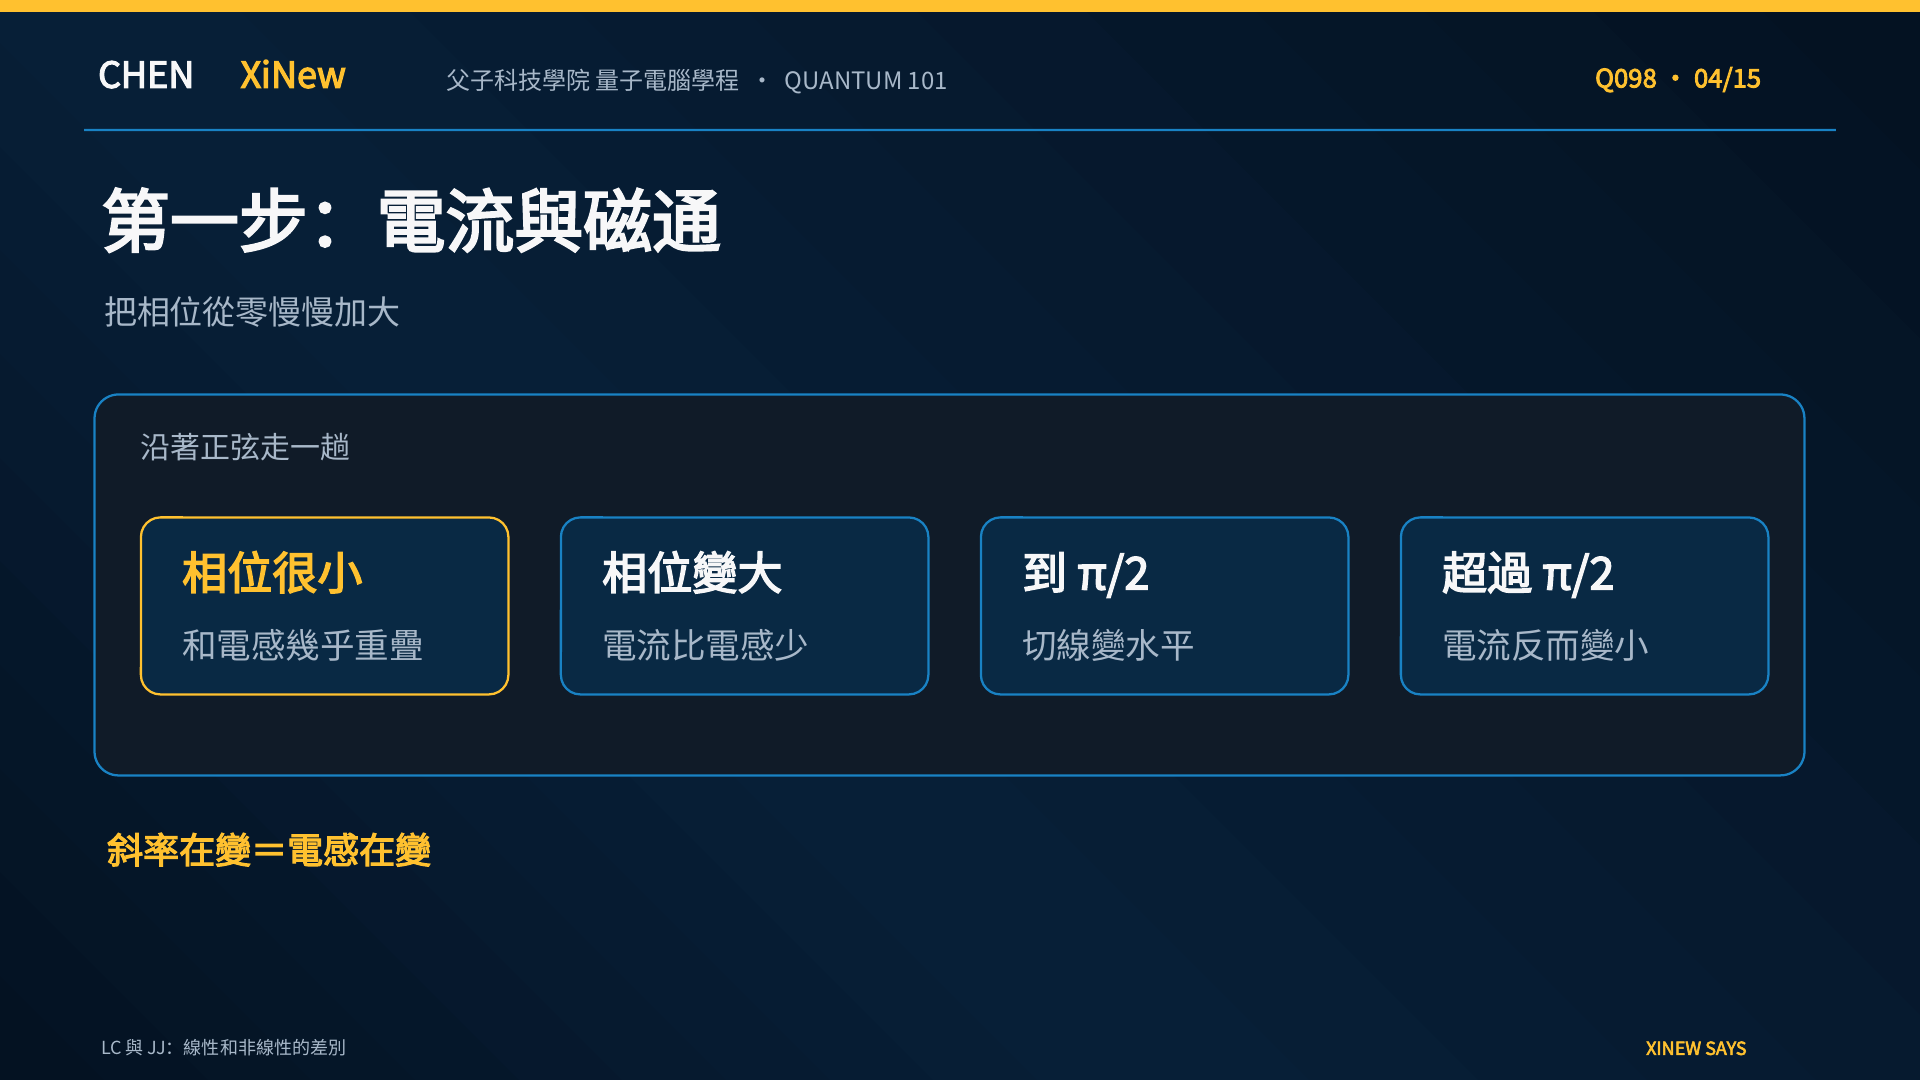 CHEN XiNew 父子科技學院 量子電腦學程 · QUANTUM 101 Q098 · 04/15
第一步：電流與磁通
把相位從零慢慢加大
沿著正弦走一趟
相位很小
和電感幾乎重疊
相位變大
電流比電感少
到 π/2
切線變水平
超過 π/2
電流反而變小
斜率在變＝電感在變
LC 與 JJ：線性和非線性的差別 XINEW SAYS